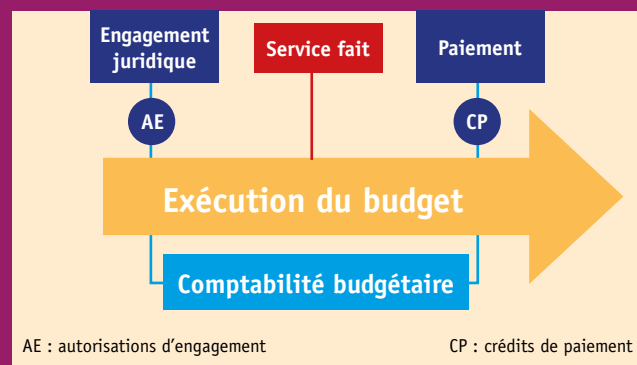 Engagement
juridique
Service fait
Paiement
AE
CP
Exécution du budget
Comptabilité budgétaire
AE : autorisations d'engagement
CP : crédits de paiement